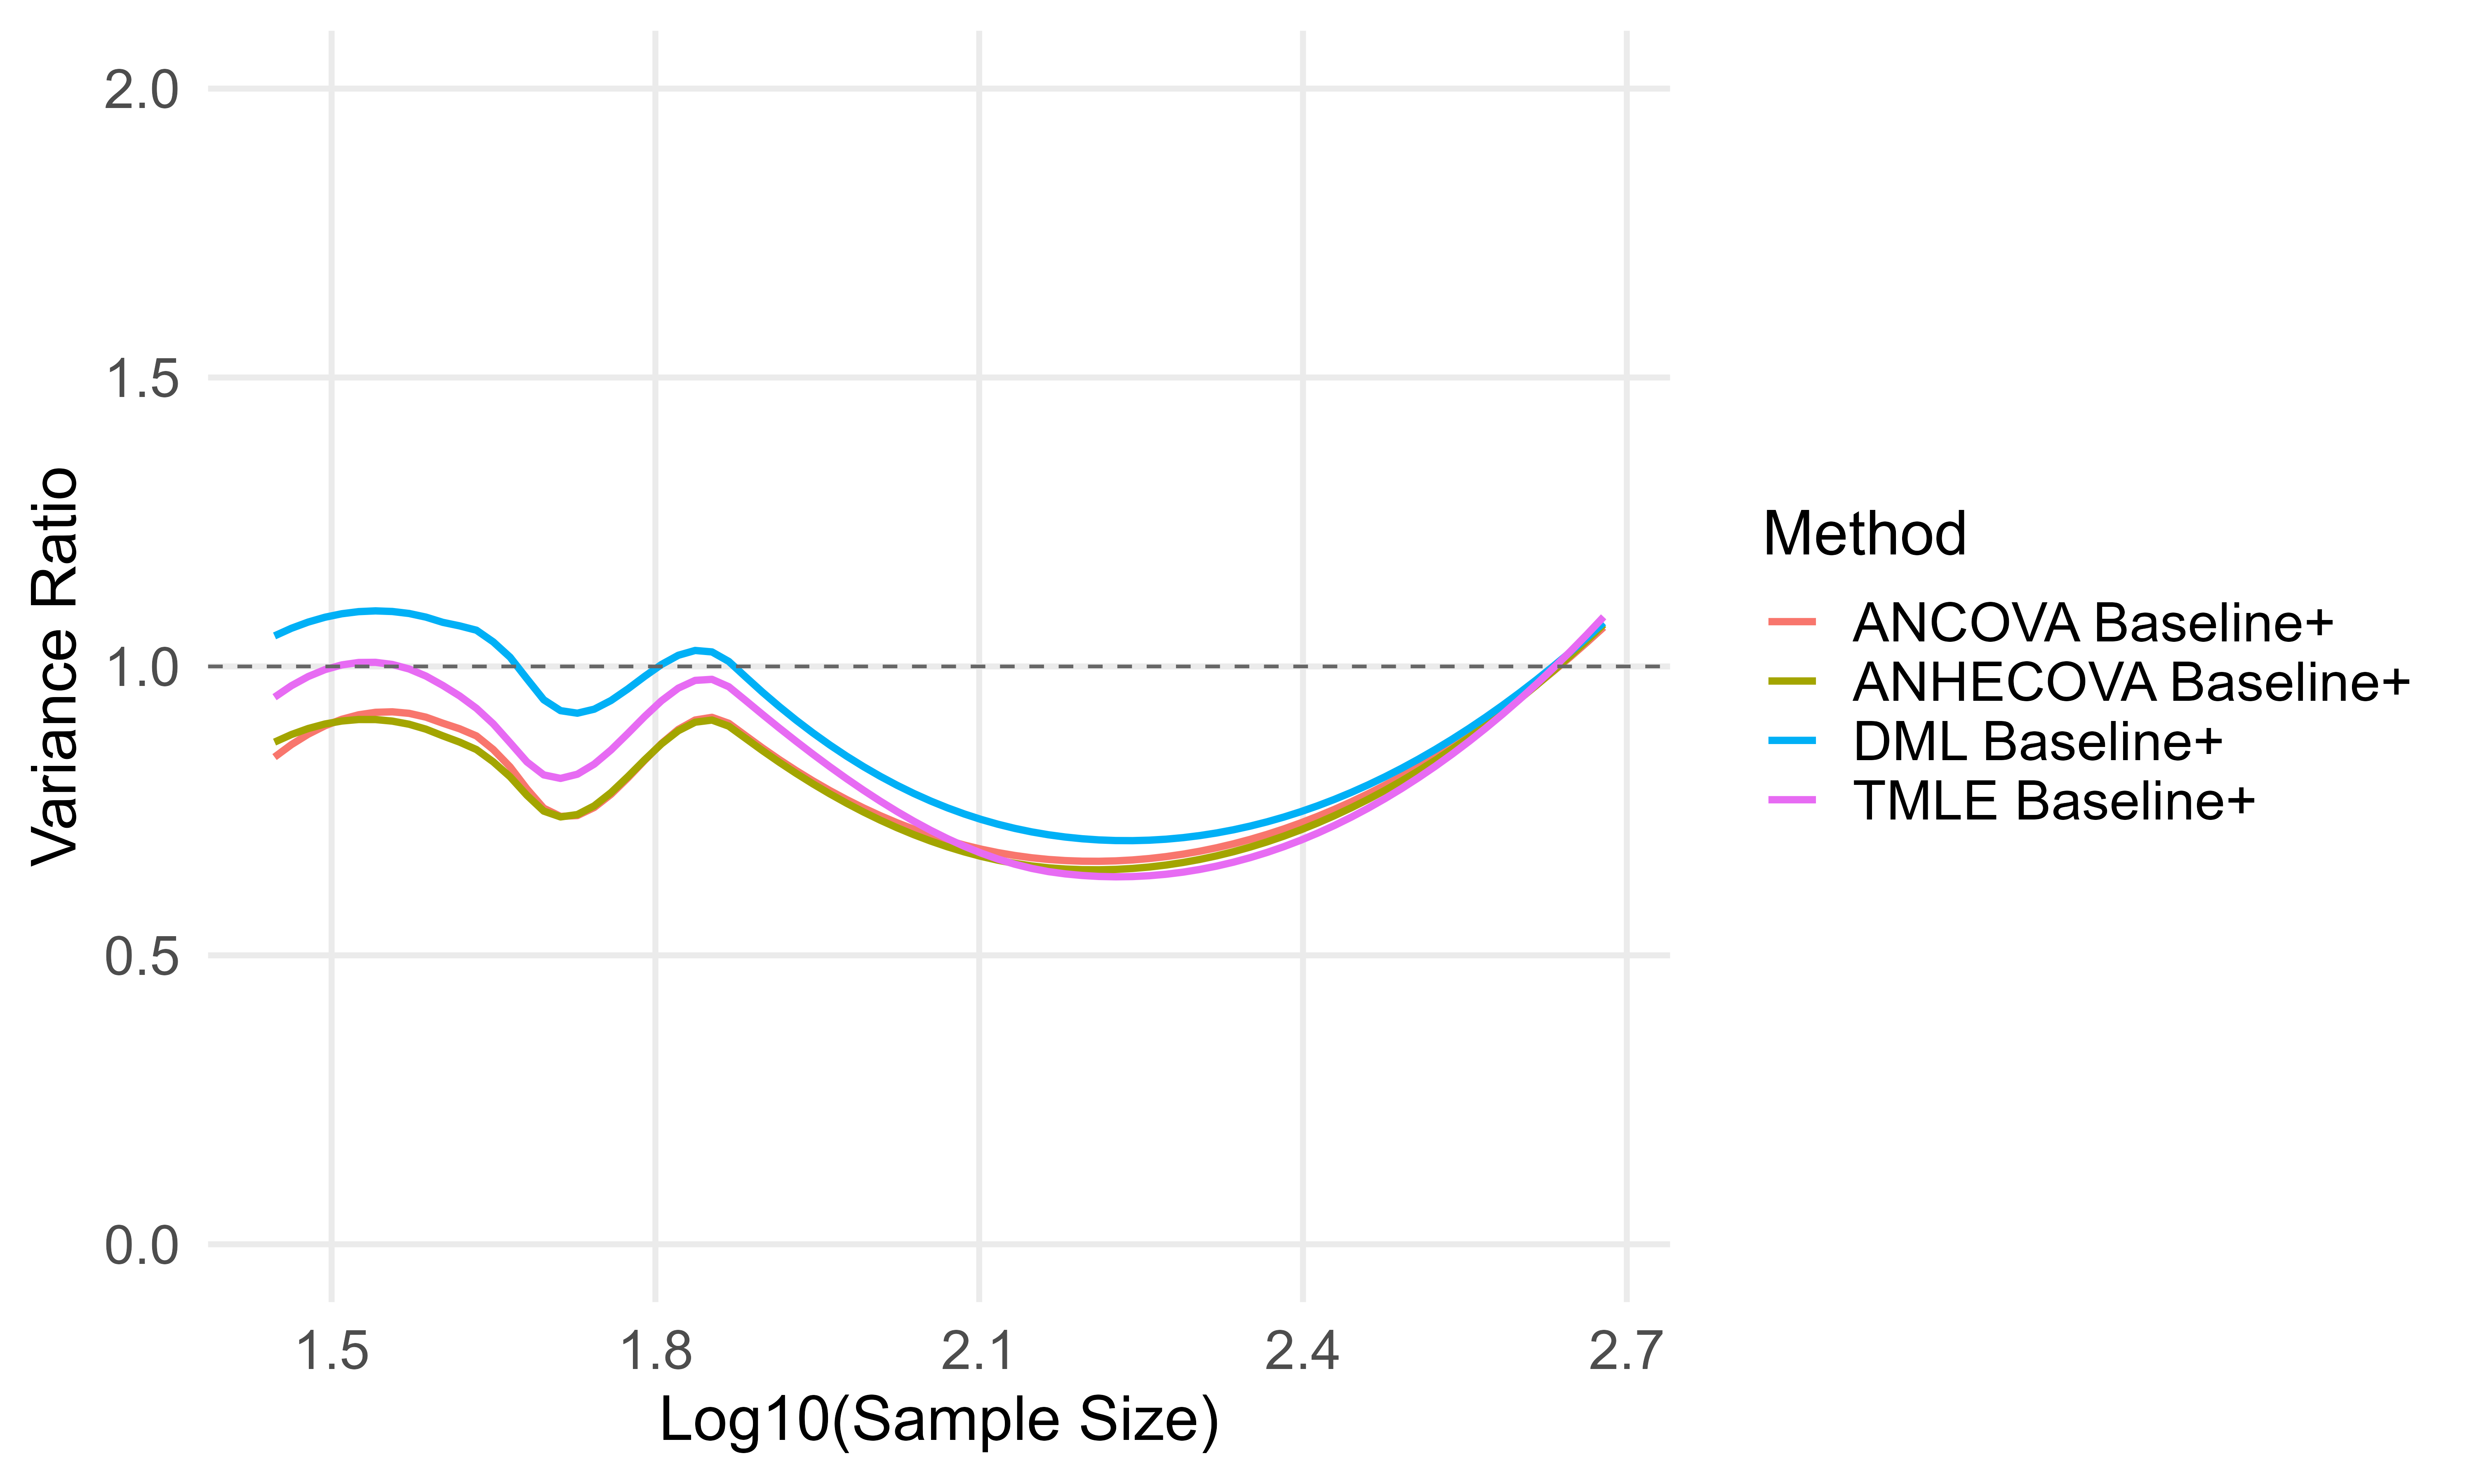 2.0
1.5
1.0
0.5
0.0
Variance Ratio
1.5 1.8 2.1 2.4 2.7
Log10(Sample Size)
Method
ANCOVA Baseline+
ANHECOVA Baseline+
DML Baseline+
TMLE Baseline+